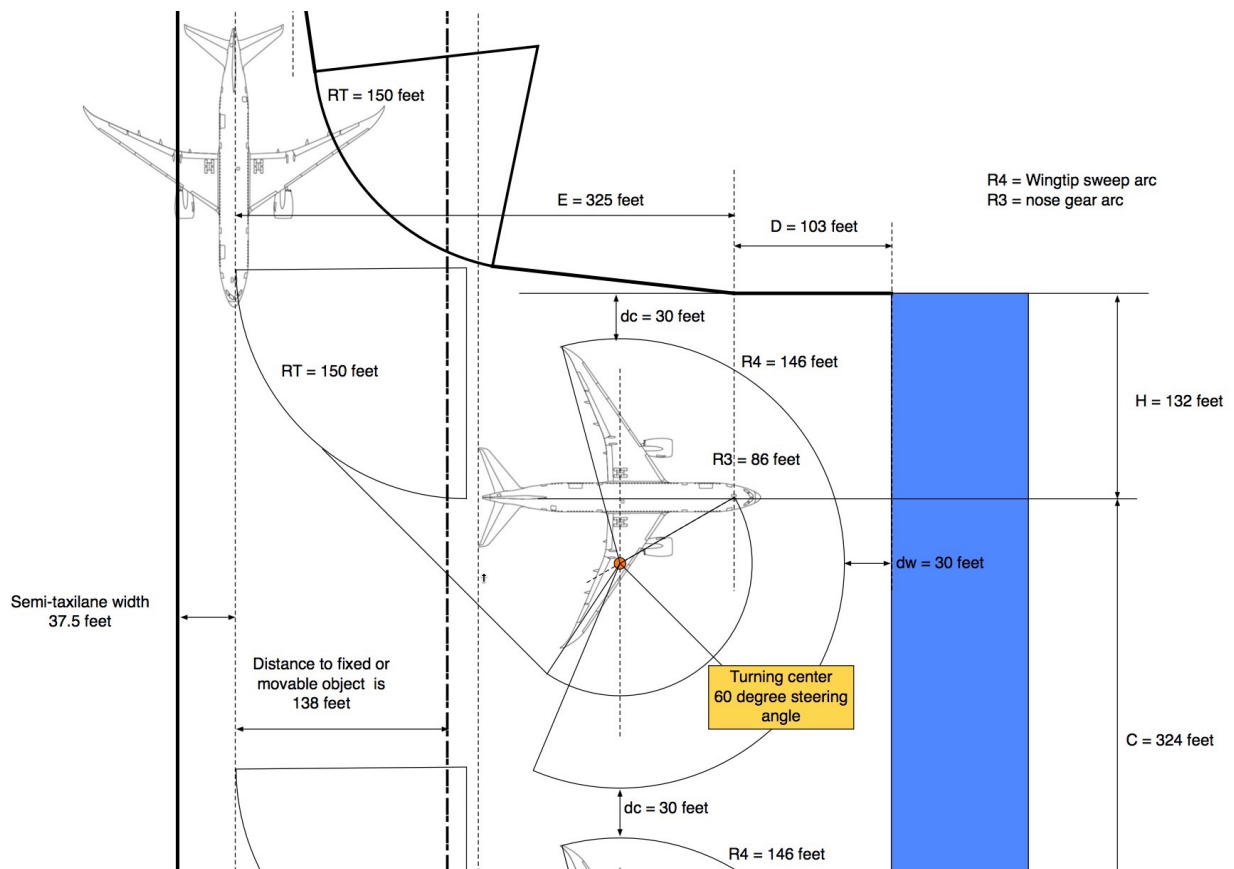 RT = 150 feet
E = 325 feet
R4 = Wingtip sweep arc
R3 = nose gear arc
D = 103 feet
dc = 30 feet
R4 = 146 feet
RT = 150 feet
H = 132 feet
R3 = 86 feet
dw = 30 feet
Semi-taxilane width
37.5 feet
Distance to fixed or
movable object is
138 feet
Turning center
60 degree steering
angle
C = 324 feet
dc = 30 feet
R4 = 146 feet